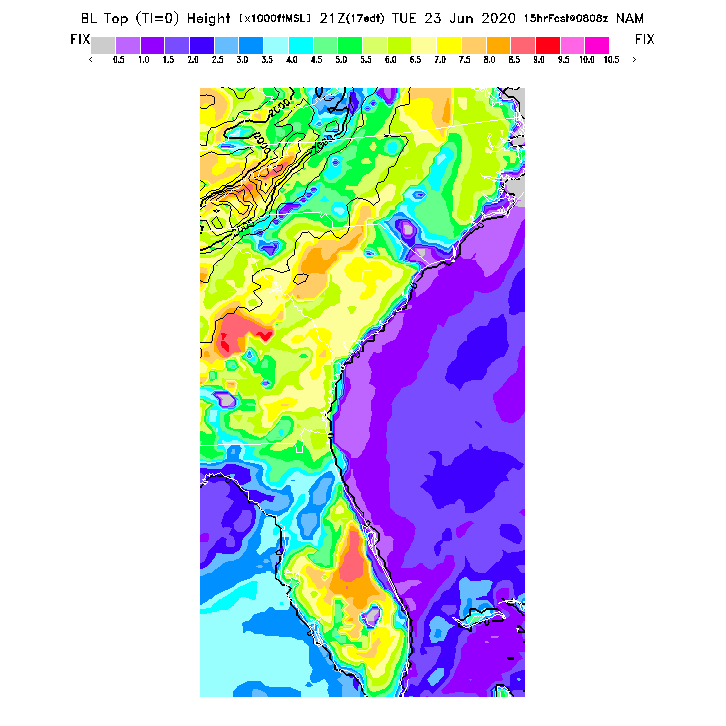 BL Top (TI=0) Height [x1000ftMSL] 21Z(17edt) TUE 23 Jun 2020 15hrFcst@0808z NAM
FIX FIX
< 0.5 1.0 1.5 2.0 2.5 3.0 3.5 4.0 4.5 5.0 5.5 6.0 6.5 7.0 7.5 8.0 8.5 9.0 9.5 10.0 10.5 >
2000
2000